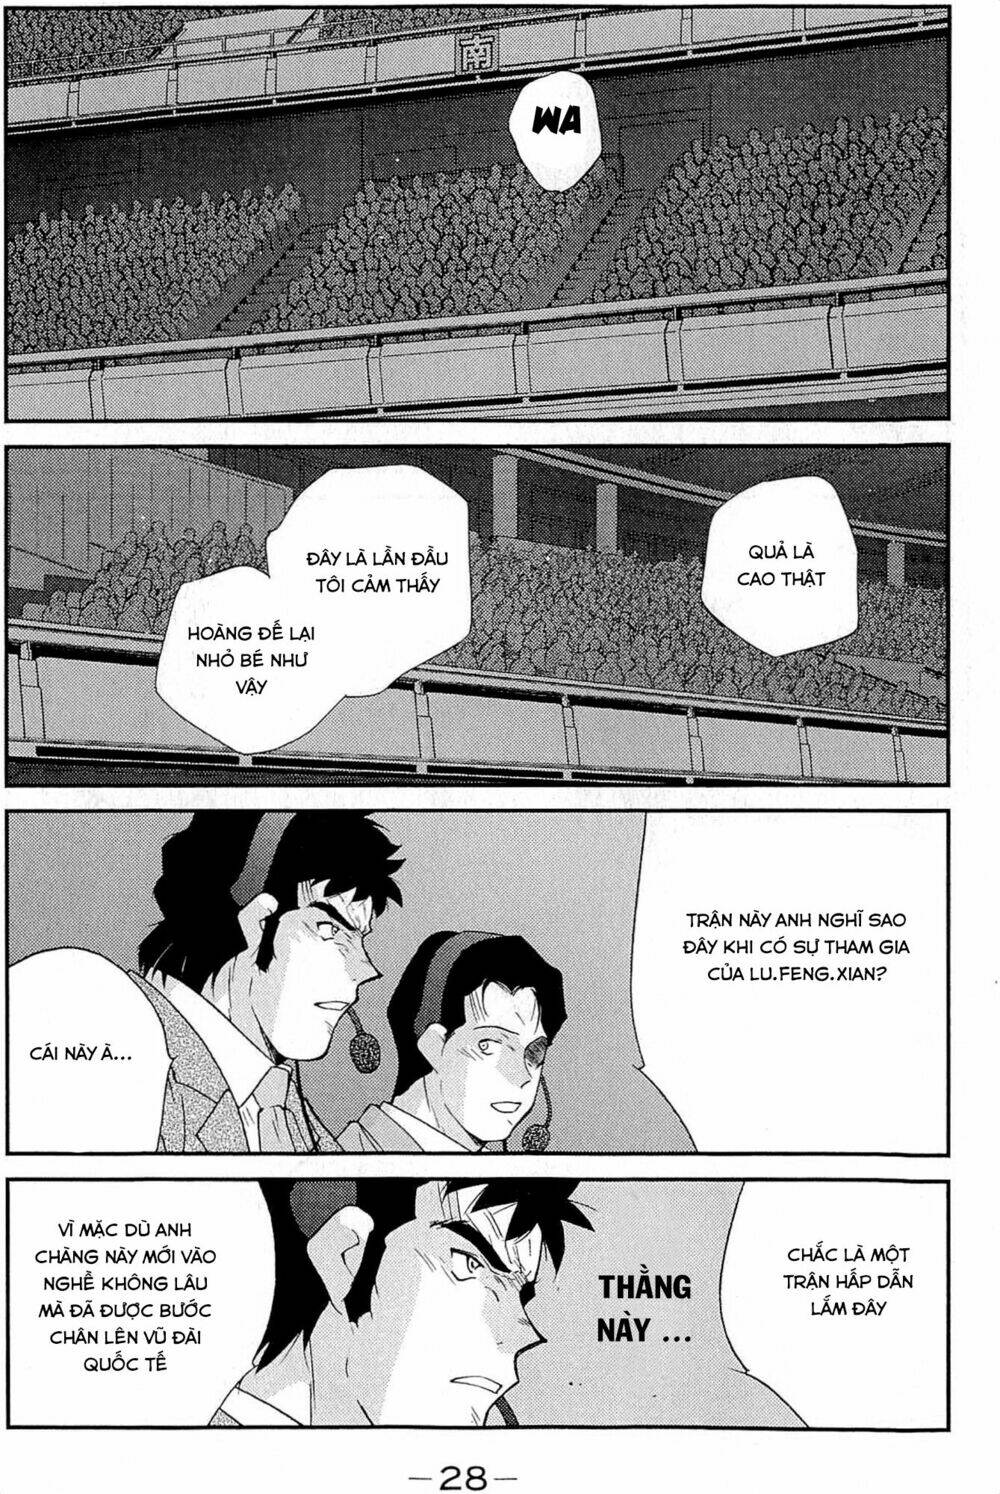 南
WA
QUẢ LÀ
CAO THẬT
ĐÂY LÀ LẦN ĐẦU
TÔI CẢM THẤY
HOÀNG ĐẾ LẠI
NHỎ BÉ NHƯ
VẬY
TRẬN NÀY ANH NGHĨ SAO
ĐÂY KHI CÓ SỰ THAM GIA
CỦA LU.FENG.XIAN?
CÁI NÀY À...
CHẮC LÀ MỘT
TRẬN HẤP DẪN
LẮM ĐÂY
THẰNG
NÀY ...
VÌ MẶC DÙ ANH
CHÀNG NÀY MỚI VÀO
NGHỀ KHÔNG LÂU
MÀ ĐÃ ĐƯỢC BƯỚC
CHÂN LÊN VŨ ĐÀI
QUỐC TẾ
-28-